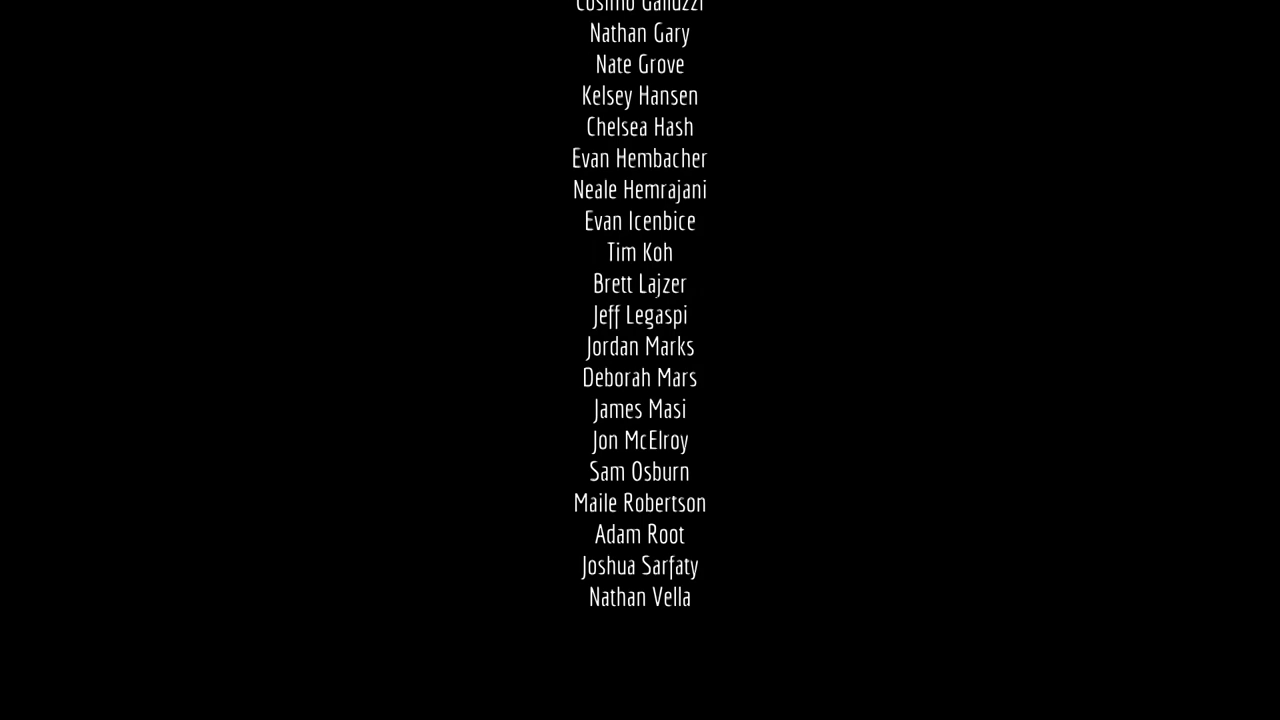 Nathan Gary
Nate Grove
Kelsey Hansen
Chelsea Hash
Evan Hembacher
Neale Hemrajani
Evan Icenbice
Tim Koh
Brett Lajzer
Jeff Legaspi
Jordan Marks
Deborah Mars
James Masi
Jon McElroy
Sam Osburn
Maile Robertson
Adam Root
Joshua Sarfaty
Nathan Vella